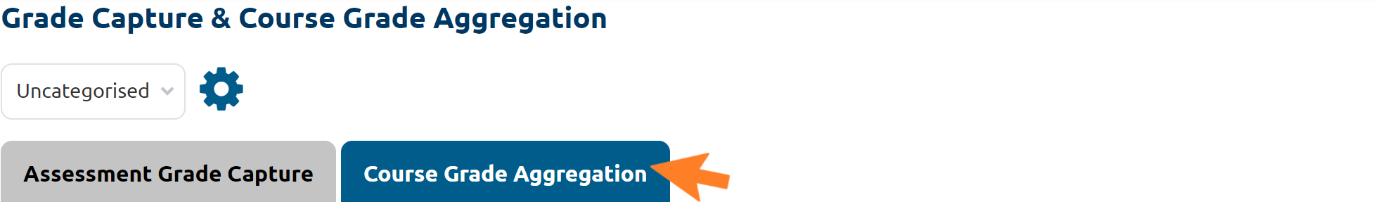 Grade Capture & Course Grade Aggregation
Uncategorised
Assessment Grade Capture
Course Grade Aggregation